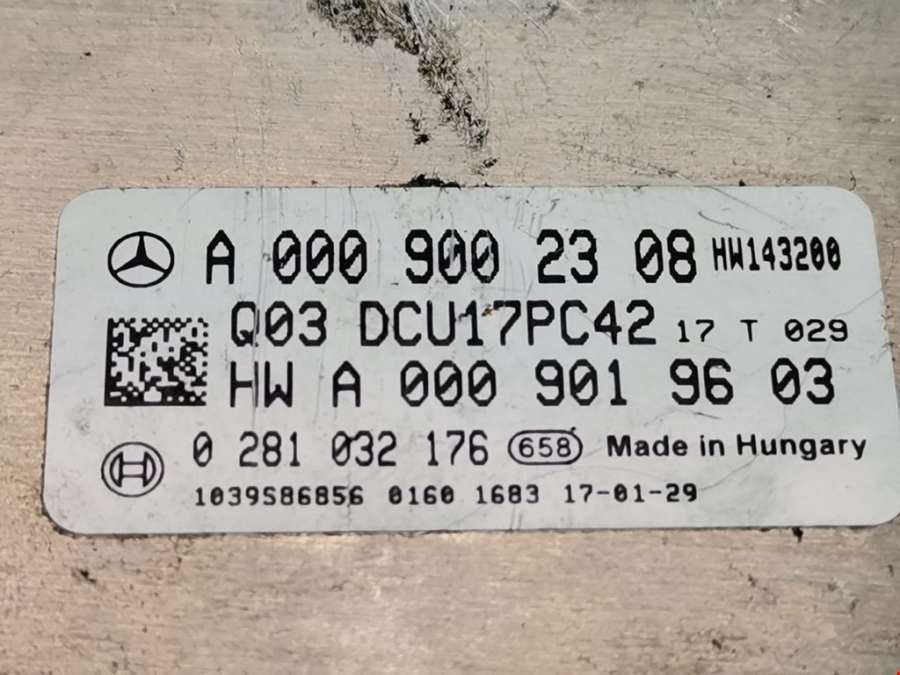 A 000 900 23 08 HW143200
Q03 DCU17PC42 17 T 029
HW A 000 901 96 03
0 281 032 176 658 Made in Hungary
1039S86856 0160 1683 17-01-29